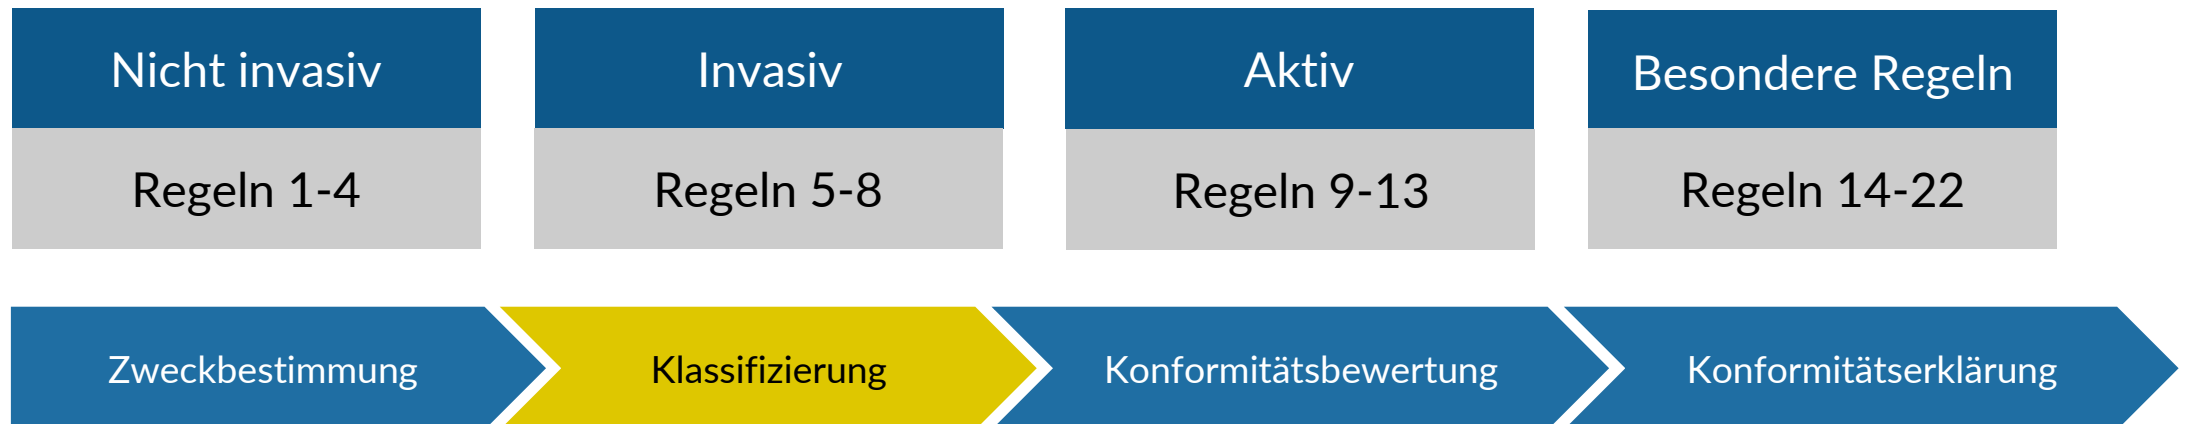 Nicht invasiv
Invasiv
Aktiv
Besondere Regeln
Regeln 1-4
Regeln 5-8
Regeln 9-13
Regeln 14-22
Zweckbestimmung
Klassifizierung
Konformitätsbewertung
Konformitätserklärung